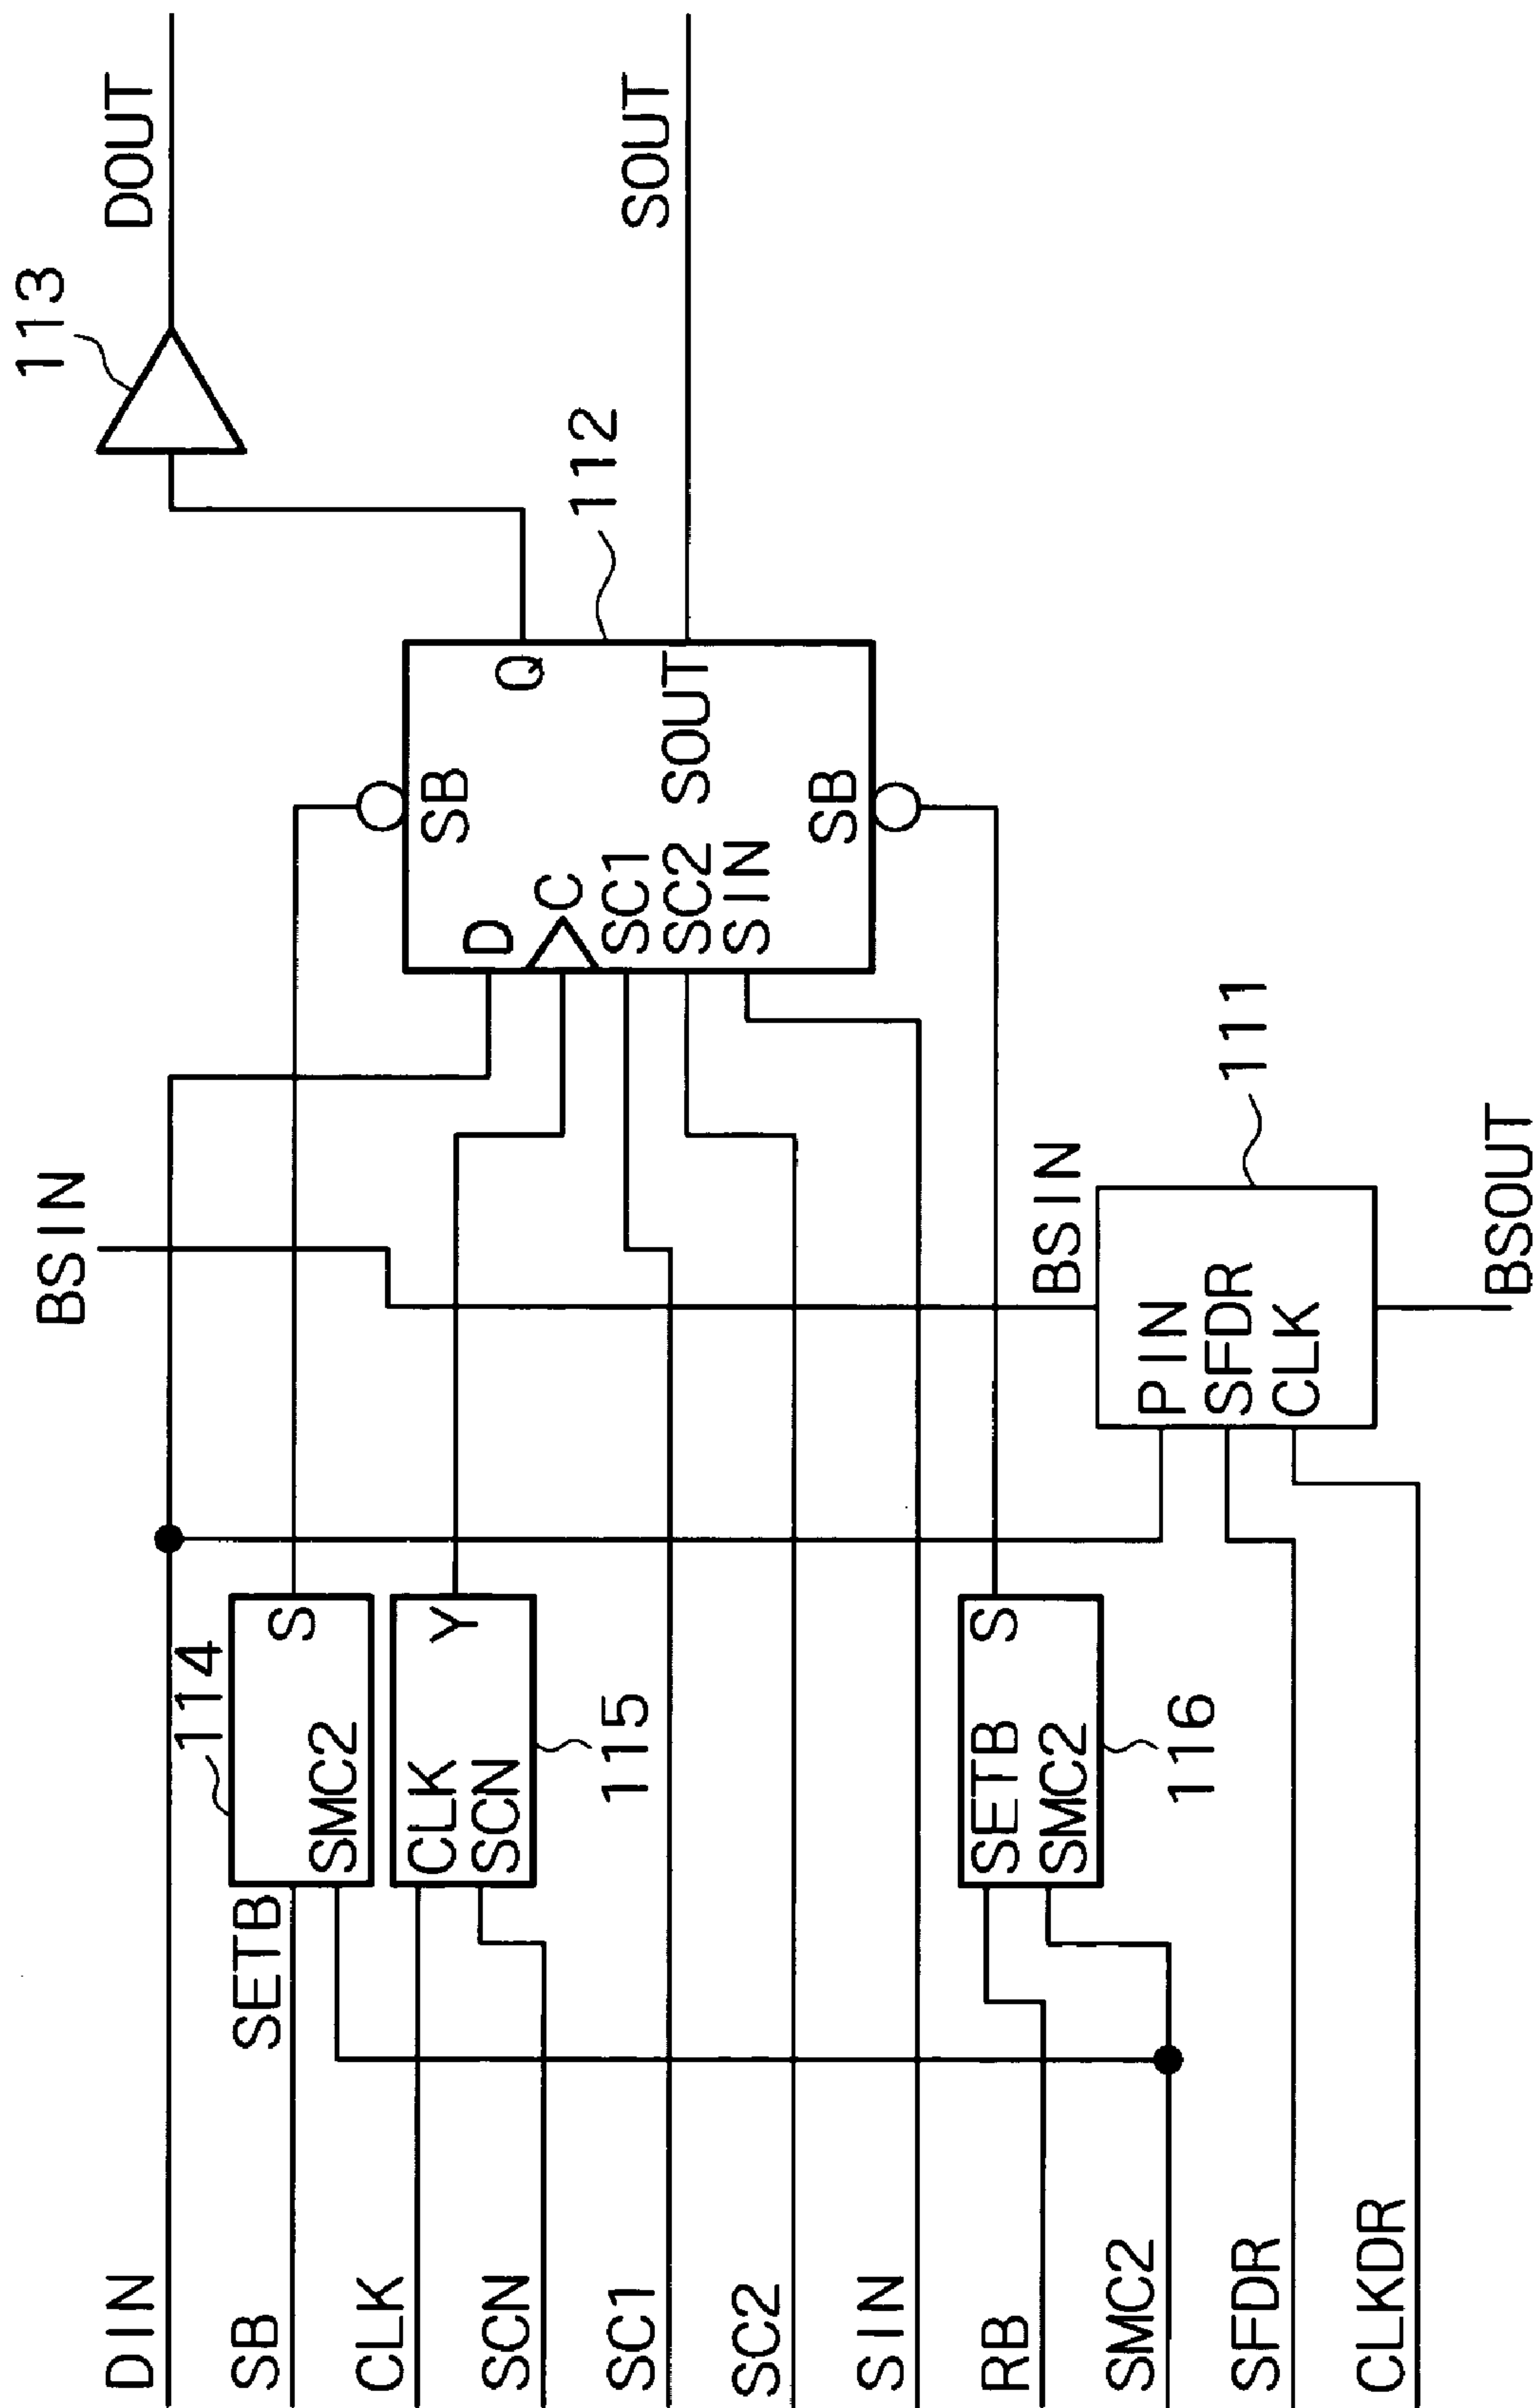 DIN
SB
CLK
SCN
SC1
SC2
SIN
RB
SMC2
SFDR
CLKDR
SETB
114
SMC2
S
CLK
SCN
Y
115
SETB
SMC2
S
116
BSIN
BSIN
PIN
SFDR
CLK
111
BSOUT
SB
D
C
SC1
SC2
SIN
Q
SOUT
SB
112
113
DOUT
SOUT